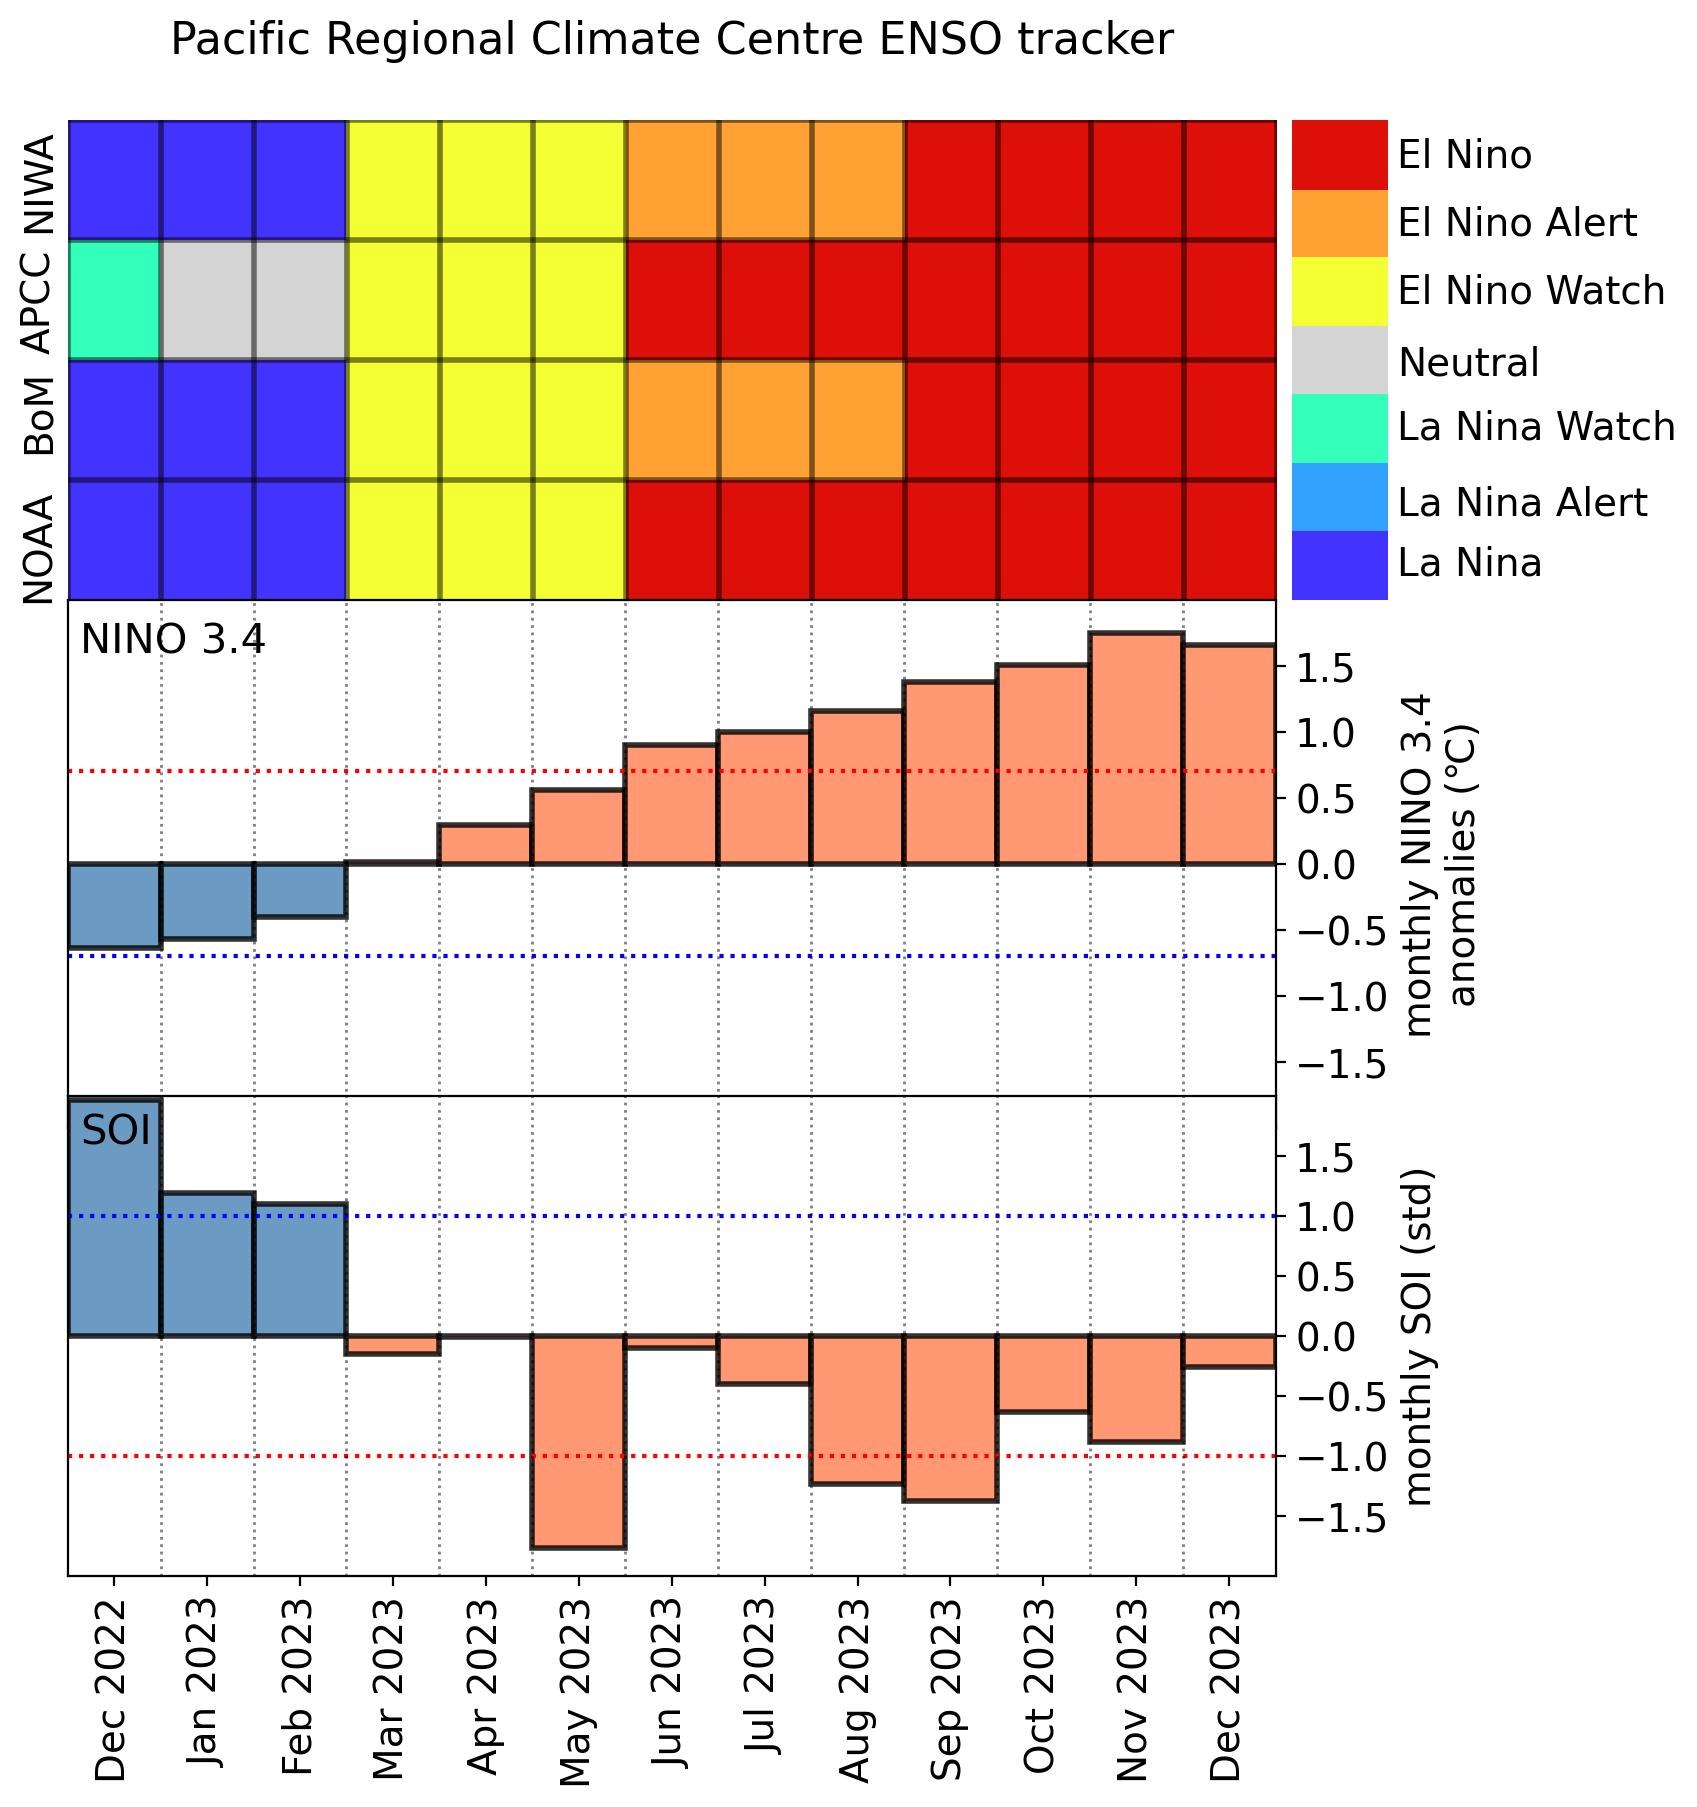 Pacific Regional Climate Centre ENSO tracker
NIWA
APCC
BoM
NOAA
El Nino
El Nino Alert
El Nino Watch
Neutral
La Nina Watch
La Nina Alert
La Nina
NINO 3.4
1.5
1.0
0.5
0.0
−0.5
−1.0
−1.5
monthly NINO 3.4
anomalies (°C)
SOI
1.5
1.0
0.5
0.0
−0.5
−1.0
−1.5
monthly SOI (std)
Dec 2022
Jan 2023
Feb 2023
Mar 2023
Apr 2023
May 2023
Jun 2023
Jul 2023
Aug 2023
Sep 2023
Oct 2023
Nov 2023
Dec 2023